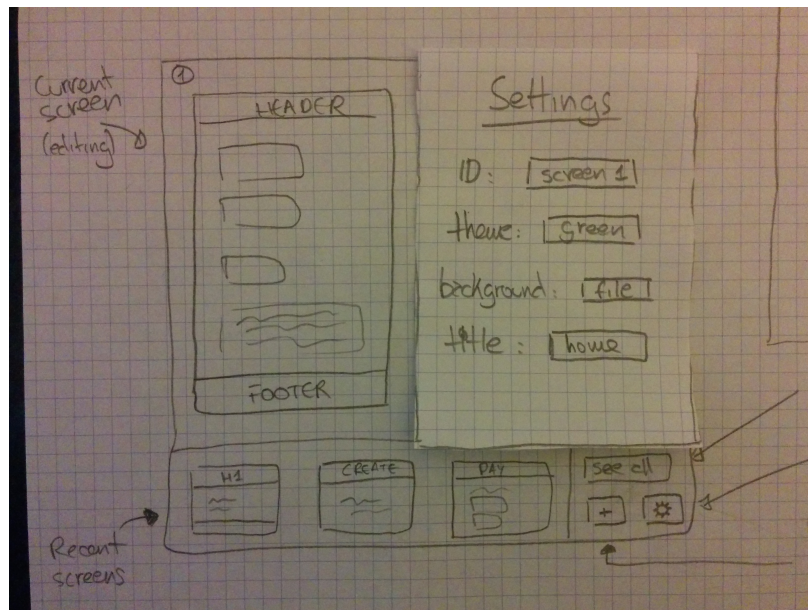 Current
screen
(editing)
1
HEADER
FOOTER
Settings
ID: screen 1
theme: green
background: file
title: home
H1
CREATE
PAY
see all
+
Recent
screens